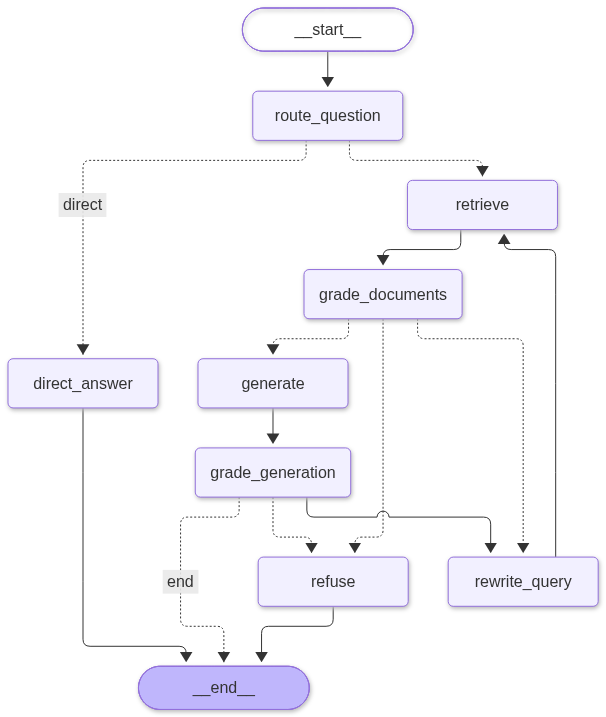 __start__
route_question
direct
retrieve
grade_documents
direct_answer
generate
grade_generation
end
refuse
rewrite_query
__end__